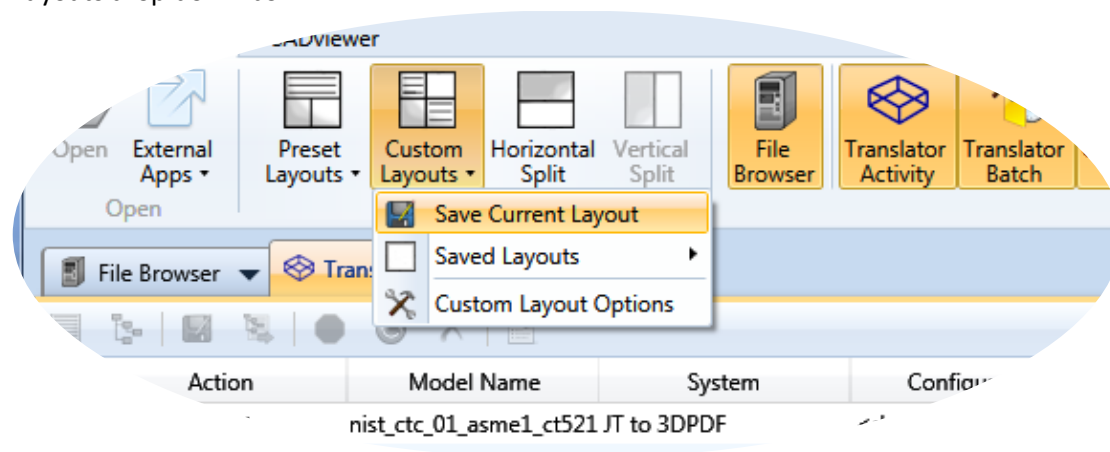 CADViewer
Open
External
Apps
Preset
Layouts
Custom
Layouts
Horizontal
Split
Vertical
Split
File
Browser
Translator
Activity
Translator
Batch
Open
Save Current Layout
Saved Layouts
Custom Layout Options
File Browser
Trans
Action
Model Name
System
nist_ctc_01_asme1_ct521 JT to 3DPDF